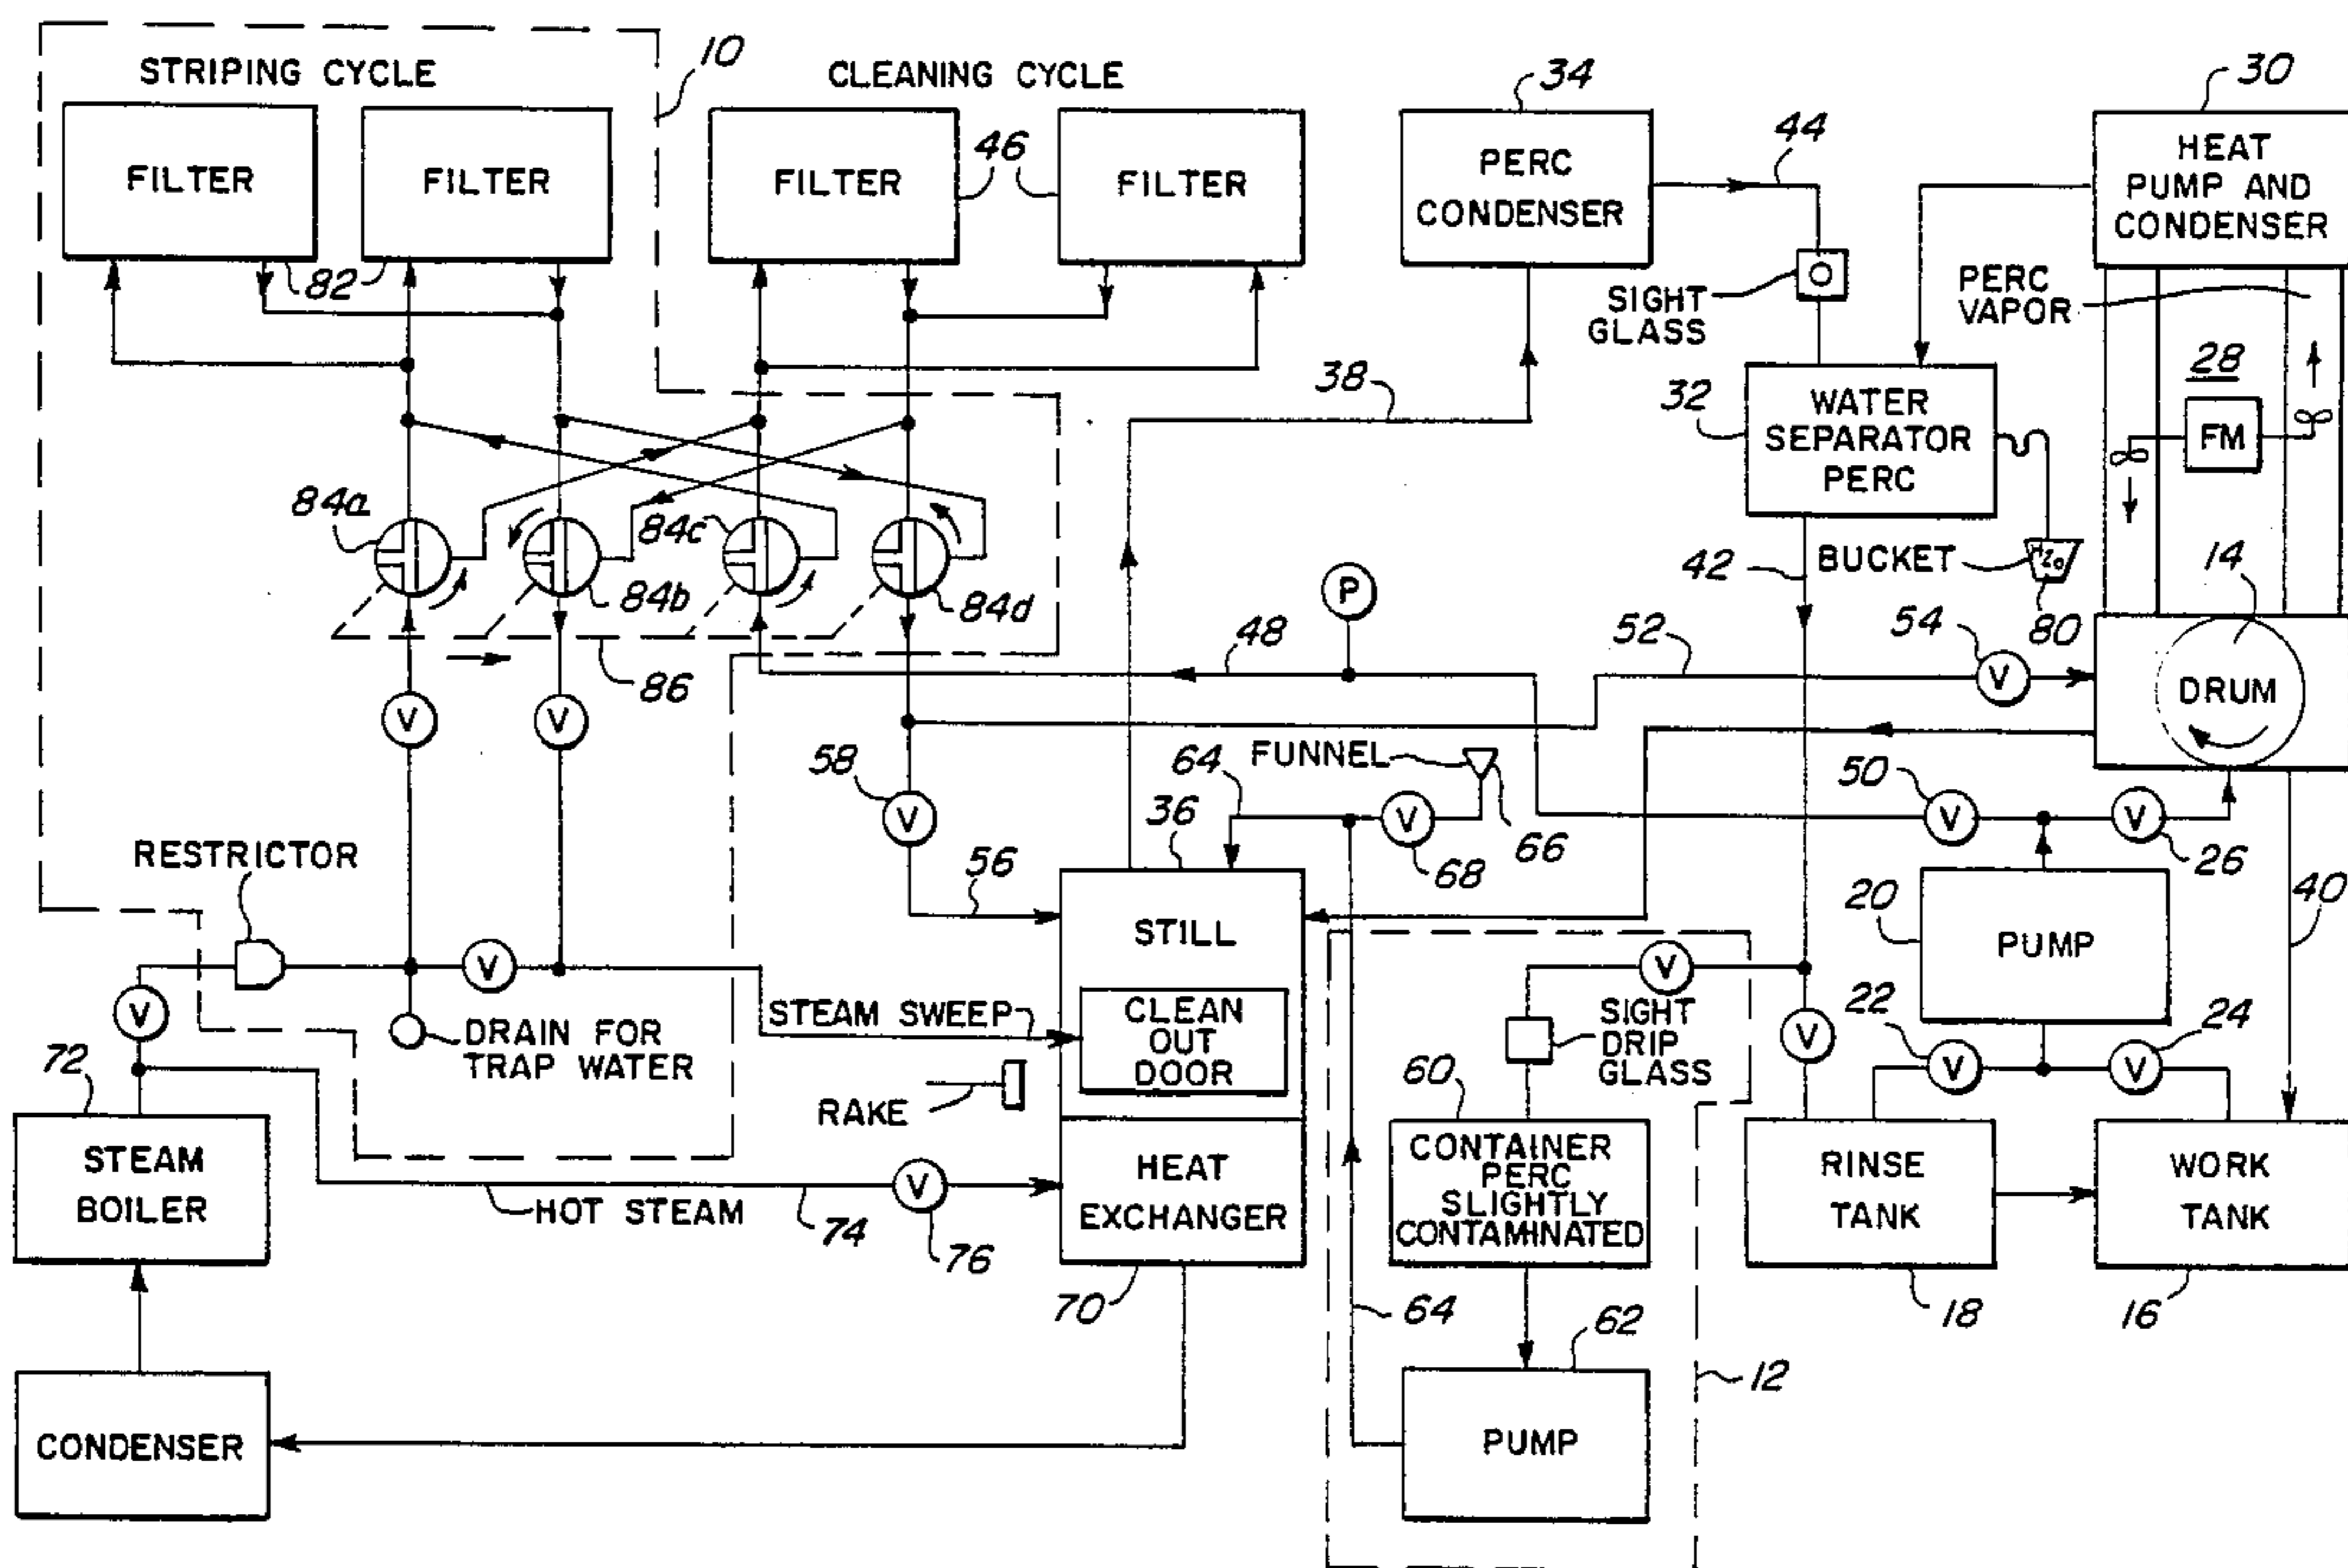 STRIPING CYCLE
10
CLEANING CYCLE
34
30
FILTER
FILTER
46
FILTER
FILTER
PERC
CONDENSER
44
HEAT
PUMP AND
CONDENSER
82
SIGHT
GLASS
PERC
VAPOR
38
32
28
WATER
SEPARATOR
PERC
FM
84a
84b
84c
84d
42
BUCKET
H2O
80
14
P
86
48
52
54
DRUM
V
V
58
V
64
FUNNEL
66
V
68
36
50
V
V
26
RESTRICTOR
56
20
PUMP
40
STILL
V
V
V
STEAM SWEEP
CLEAN
OUT
DOOR
SIGHT
DRIP
GLASS
V
22
V
V
24
DRAIN FOR
TRAP WATER
72
RAKE
60
STEAM
BOILER
HOT STEAM
74
V
76
HEAT
EXCHANGER
70
CONTAINER
PERC
SLIGHTLY
CONTAMINATED
RINSE
TANK
18
WORK
TANK
16
64
62
12
CONDENSER
PUMP